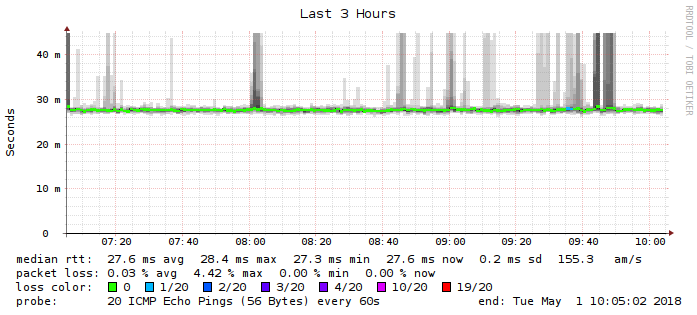 Last 3 Hours
RRDTOOL / TOBI OETIKER
Seconds
40 m
30 m
20 m
10 m
0
07:20 07:40 08:00 08:20 08:40 09:00 09:20 09:40 10:00
median rtt: 27.6 ms avg 28.4 ms max 27.3 ms min 27.6 ms now 0.2 ms sd 155.3 am/s
packet loss: 0.03 % avg 4.42 % max 0.00 % min 0.00 % now
loss color: 0 1/20 2/20 3/20 4/20 10/20 19/20
probe: 20 ICMP Echo Pings (56 Bytes) every 60s end: Tue May 1 10:05:02 2018